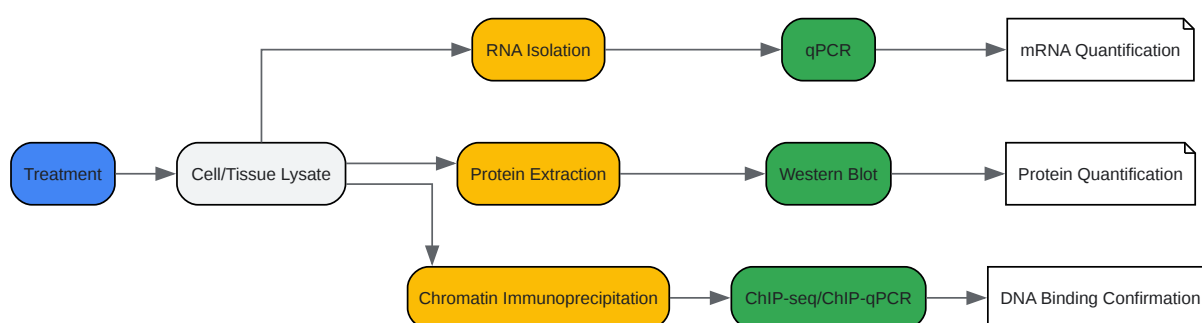 RNA Isolation
qPCR
mRNA Quantification
Treatment
Cell/Tissue Lysate
Protein Extraction
Western Blot
Protein Quantification
Chromatin Immunoprecipitation
ChIP-seq/ChIP-qPCR
DNA Binding Confirmation